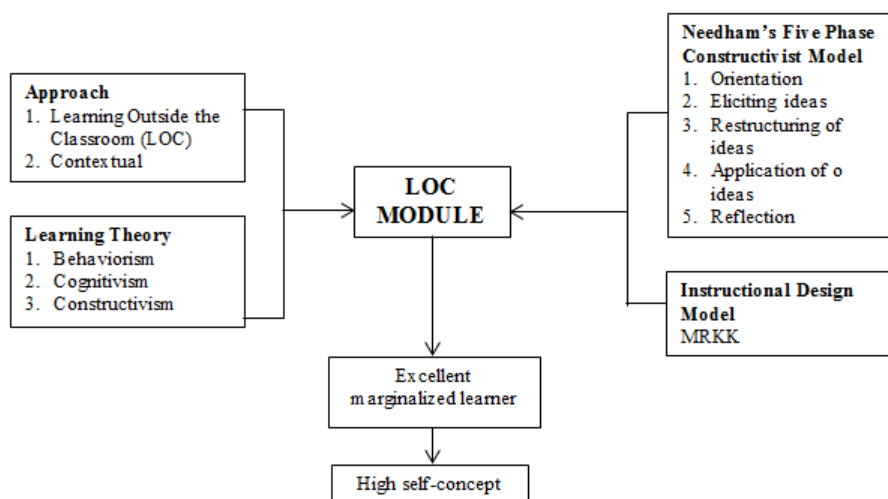 Approach
1. Learning Outside the
Classroom (LOC)
2. Contextual
Learning Theory
1. Behaviorism
2. Cognitivism
3. Constructivism
LOC
MODULE
Needham's Five Phase
Constructivist Model
1. Orientation
2. Eliciting ideas
3. Restructuring of
ideas
4. Application of o
ideas
5. Reflection
Instructional Design
Model
MRKK
Excellent
marginalized learner
High self-concept